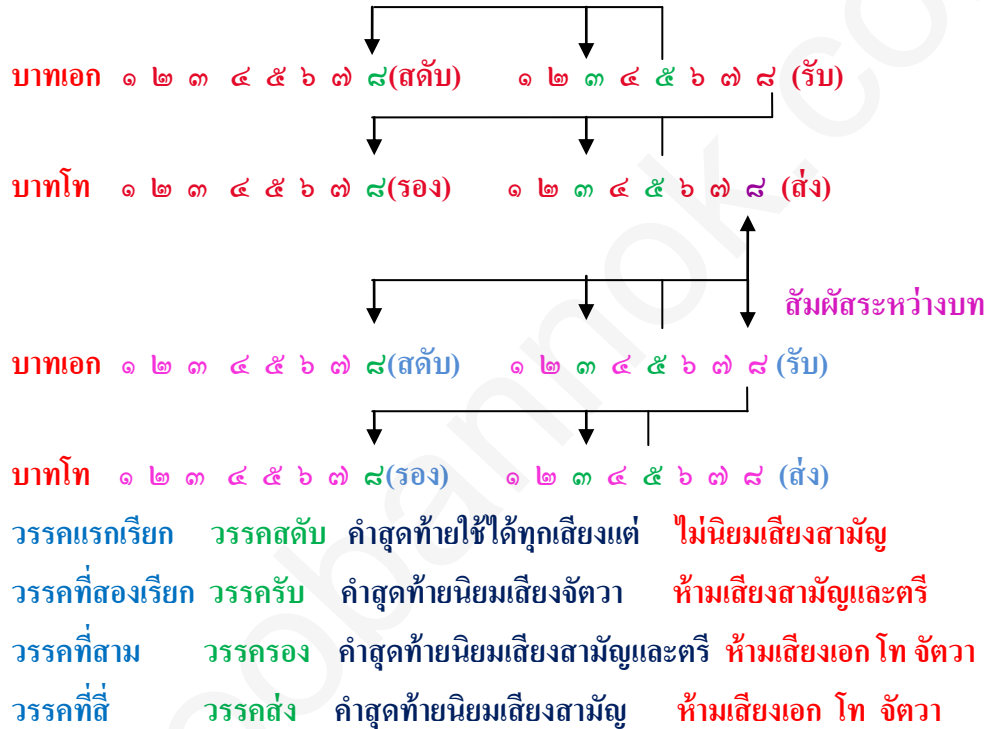 บาทเอก ๑ ๒ ๓ ๔ ๕ ๖ ๗ ๘(สดับ) ๑ ๒ ๓ ๔ ๕ ๖ ๗ ๘ (รับ)
บาทโท ๑ ๒ ๓ ๔ ๕ ๖ ๗ ๘(รอง) ๑ ๒ ๓ ๔ ๕ ๖ ๗ ๘ (ส่ง)
สัมผัสระหว่างบท
บาทเอก ๑ ๒ ๓ ๔ ๕ ๖ ๗ ๘(สดับ) ๑ ๒ ๓ ๔ ๕ ๖ ๗ ๘ (รับ)
บาทโท ๑ ๒ ๓ ๔ ๕ ๖ ๗ ๘(รอง) ๑ ๒ ๓ ๔ ๕ ๖ ๗ ๘ (ส่ง)
วรรคแรกเรียก วรรคสดับ คำสุดท้ายใช้ได้ทุกเสียงแต่ ไม่นิยมเสียงสามัญ
วรรคที่สองเรียก วรรครับ คำสุดท้ายนิยมเสียงจัตวา ห้ามเสียงสามัญและตรี
วรรคที่สาม วรรครอง คำสุดท้ายนิยมเสียงสามัญและตรี ห้ามเสียงเอก โท จัตวา
วรรคที่สี่ วรรคส่ง คำสุดท้ายนิยมเสียงสามัญ ห้ามเสียงเอก โท จัตวา